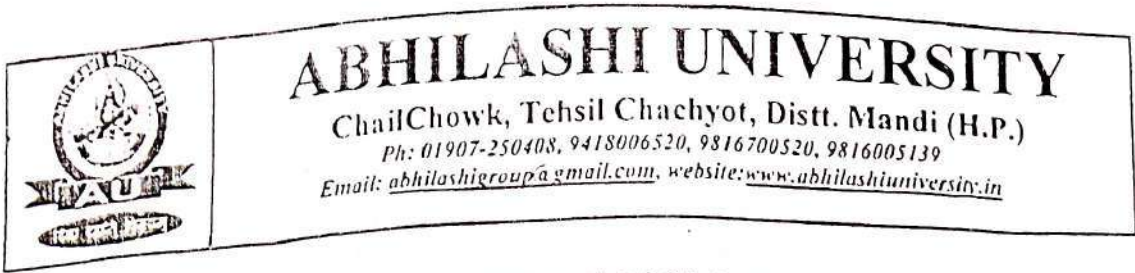 ABHILASHI UNIVERSITY
ChailChowk, Tehsil Chachyot, Distt. Mandi (H.P.)
Ph: 01907-250408, 9418006520, 9816700520, 9816005139
Email: abhilashigroup@gmail.com, website:www.abhilashiuniversity.in
AU